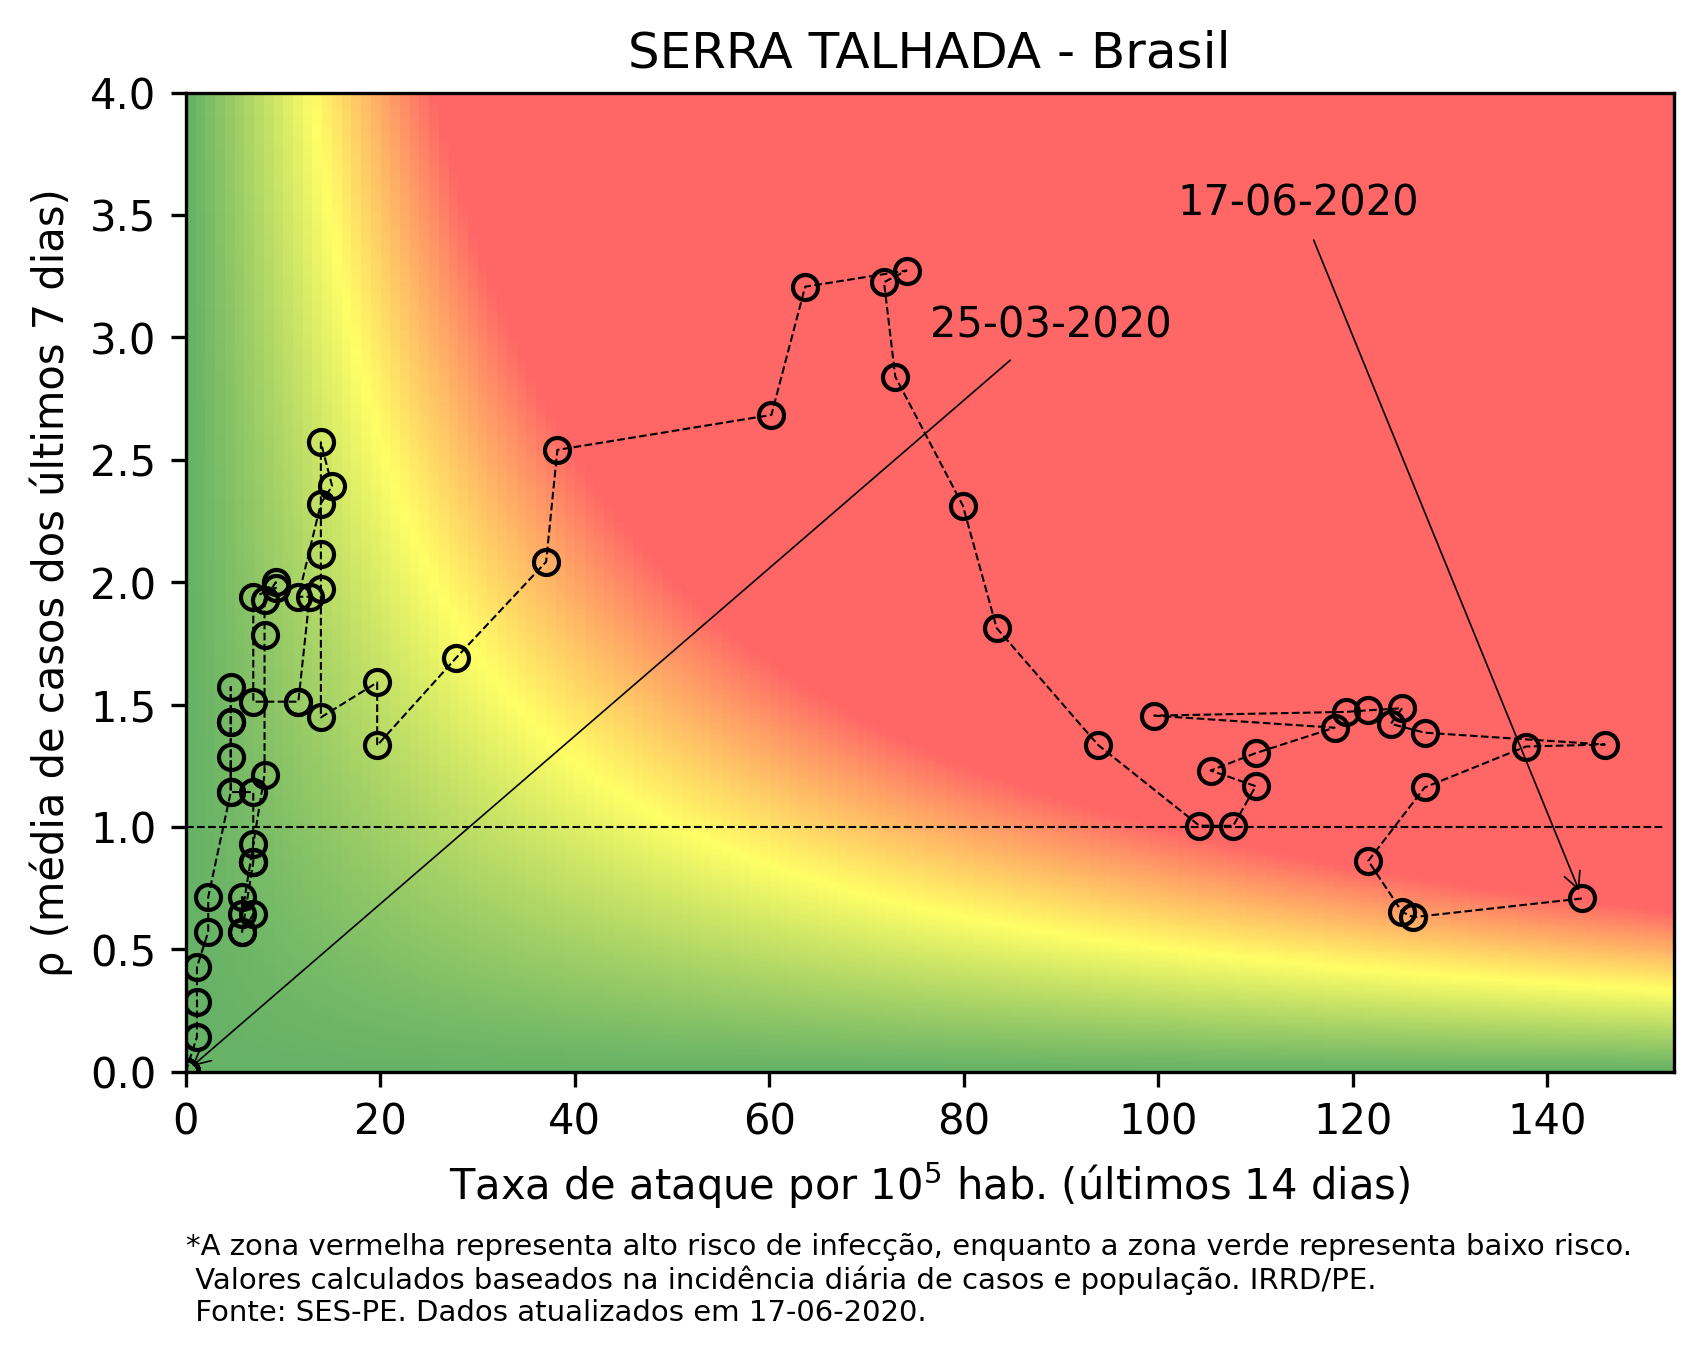 SERRA TALHADA - Brasil
4.0
3.5
3.0
2.5
2.0
1.5
1.0
0.5
0.0
ρ (média de casos dos últimos 7 dias)
17-06-2020
25-03-2020
0 20 40 60 80 100 120 140
Taxa de ataque por 10⁵ hab. (últimos 14 dias)
*A zona vermelha representa alto risco de infecção, enquanto a zona verde representa baixo risco.
Valores calculados baseados na incidência diária de casos e população. IRRD/PE.
Fonte: SES-PE. Dados atualizados em 17-06-2020.